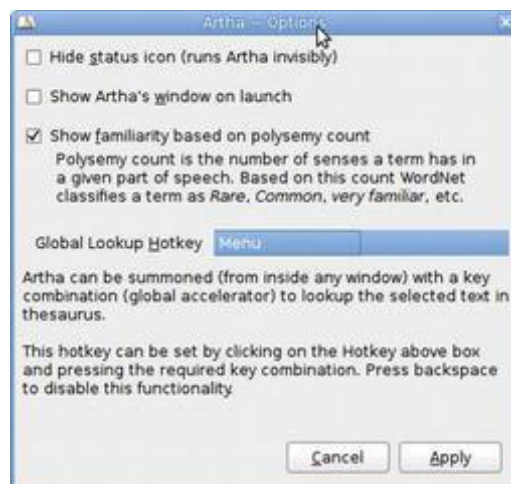 Artha ~ Options
Hide status icon (runs Artha invisibly)
Show Artha's window on launch
Show familiarity based on polysemy count
Polysemy count is the number of senses a term has in
a given part of speech. Based on this count WordNet
classifies a term as Rare, Common, very familiar, etc.
Global Lookup Hotkey Menu
Artha can be summoned (from inside any window) with a key
combination (global accelerator) to lookup the selected text in
thesaurus.
This hotkey can be set by clicking on the Hotkey above box
and pressing the required key combination. Press backspace
to disable this functionality
Cancel Apply